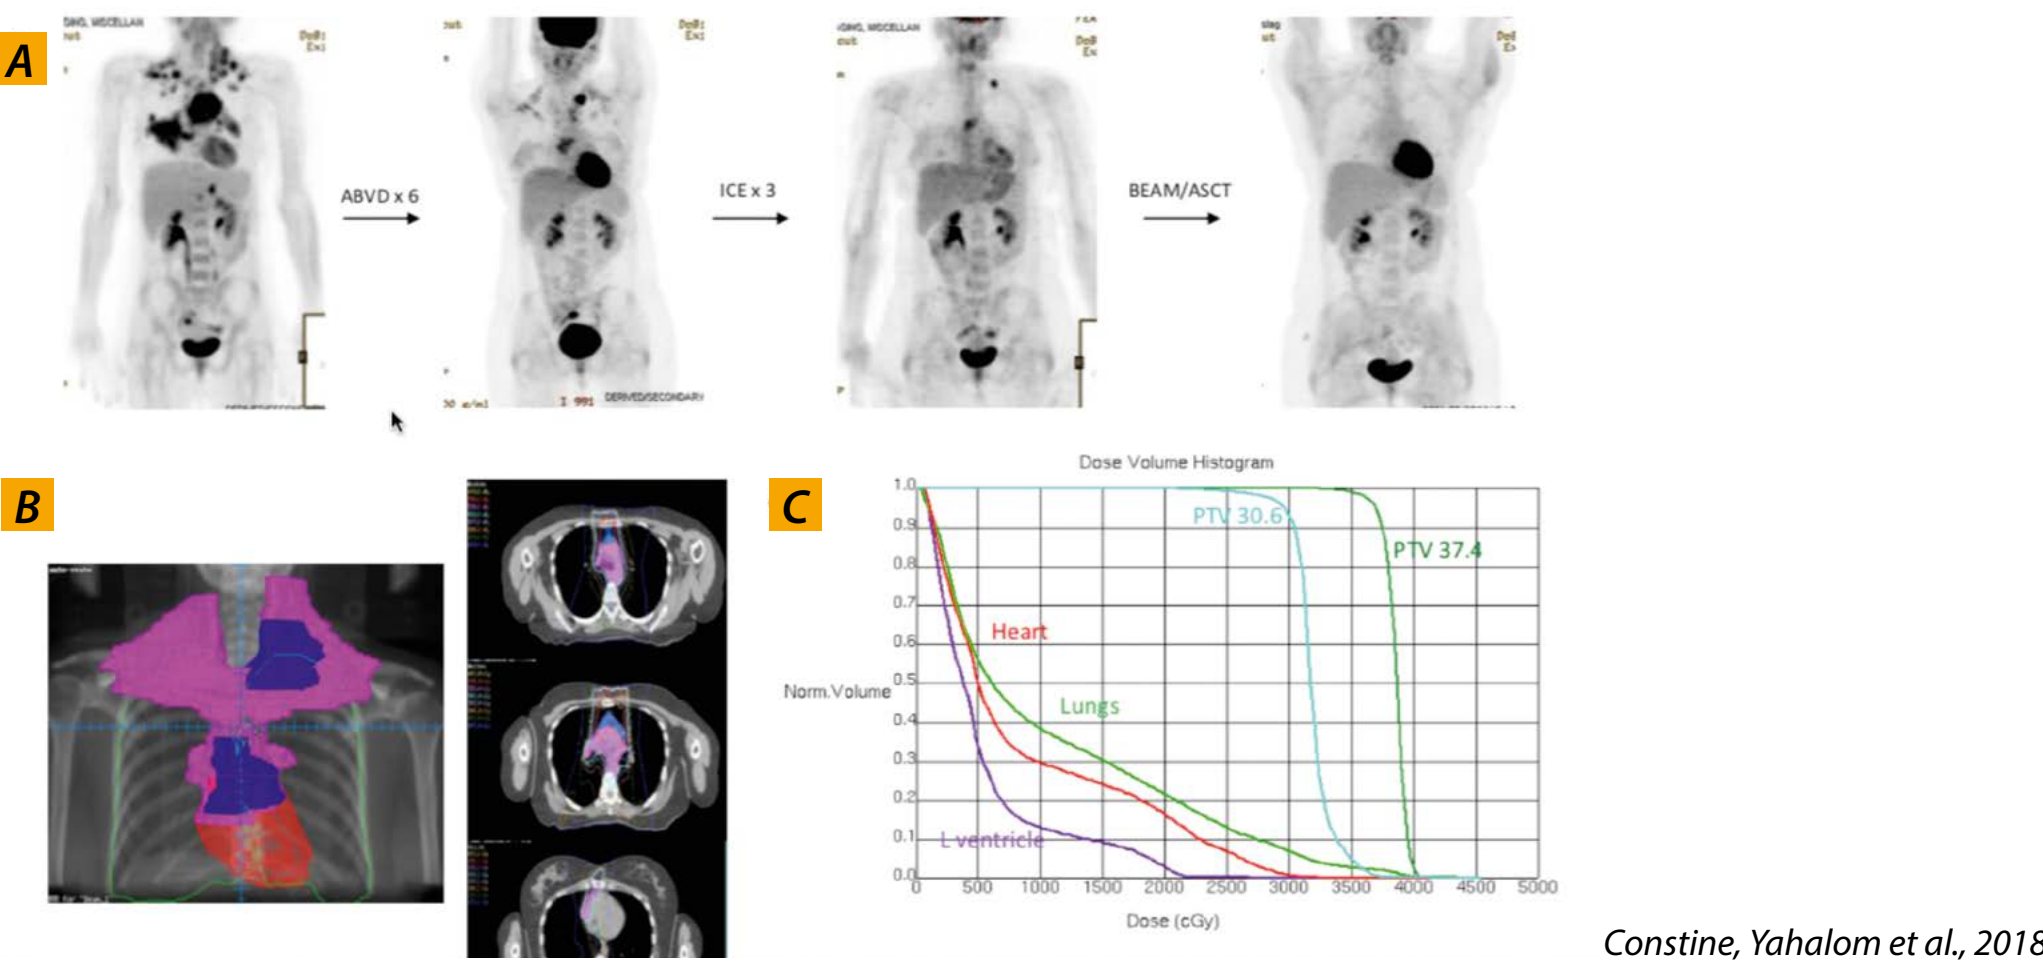 A
ABVD x 6
ICE x 3
BEAM/ASCT
DERIVED/SECONDARY
I 991
B
C
Dose Volume Histogram
1.0
0.9
0.8
0.7
0.6
0.5
0.4
0.3
0.2
0.1
0.0
PTV 30.6
PTV 37.4
Heart
Lungs
L ventricle
Norm.Volume
0 500 1000 1500 2000 2500 3000 3500 4000 4500 5000
Dose (cGy)
Constine, Yahalom et al., 2018